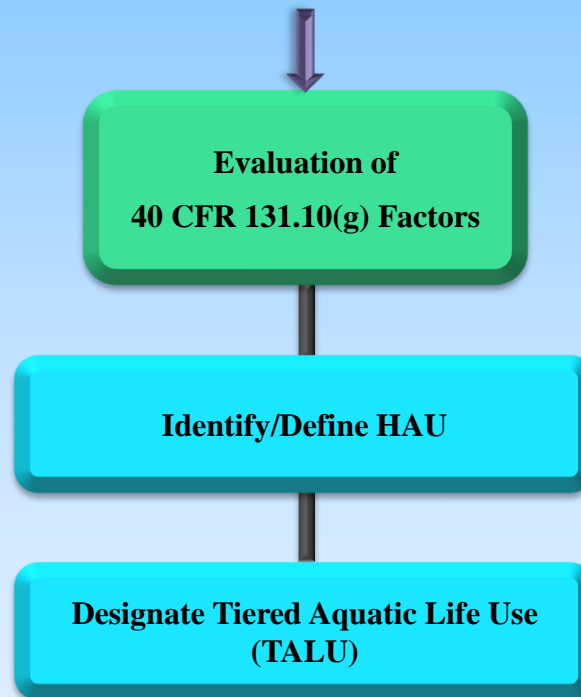 Evaluation of
40 CFR 131.10(g) Factors
Identify/Define HAU
Designate Tiered Aquatic Life Use
(TALU)